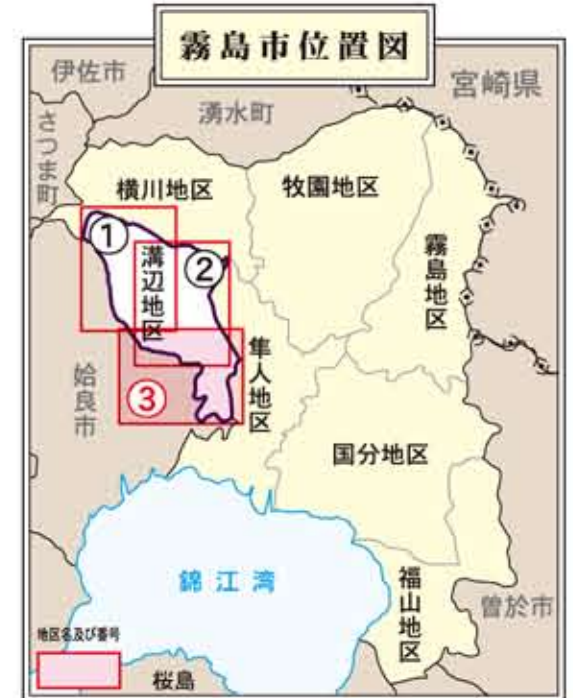 霧島市位置図
伊佐市
宮崎県
湧水町
さつま町
横川地区
牧園地区
①
溝辺地区
②
霧島地区
隼人地区
姶良市
③
国分地区
錦江湾
福山地区
曽於市
地区名及び番号
桜島